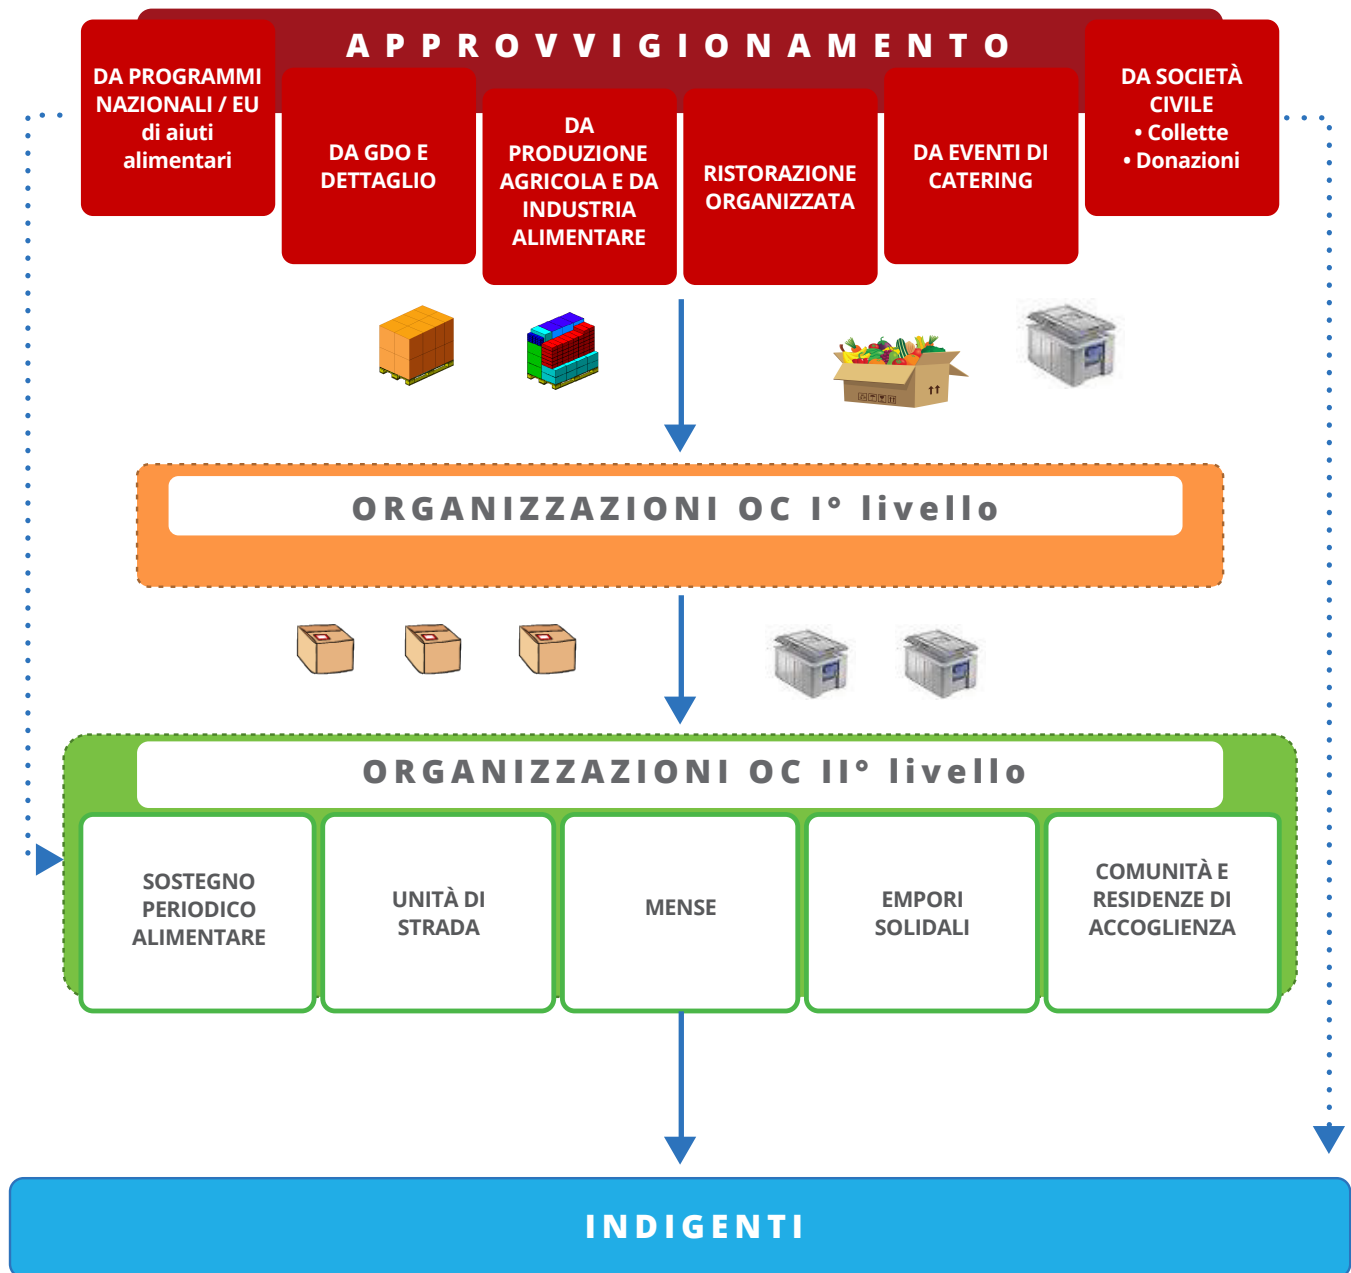 APPROVVIGIONAMENTO
DA PROGRAMMI
NAZIONALI / EU
di aiuti
alimentari
DA GDO E
DETTAGLIO
DA
PRODUZIONE
AGRICOLA E DA
INDUSTRIA
ALIMENTARE
RISTORAZIONE
ORGANIZZATA
DA EVENTI DI
CATERING
DA SOCIETÀ
CIVILE
• Collette
• Donazioni
ORGANIZZAZIONI OC I° livello
ORGANIZZAZIONI OC II° livello
SOSTEGNO
PERIODICO
ALIMENTARE
UNITÀ DI
STRADA
MENSE
EMPORI
SOLIDALI
COMUNITÀ E
RESIDENZE DI
ACCOGLIENZA
INDIGENTI